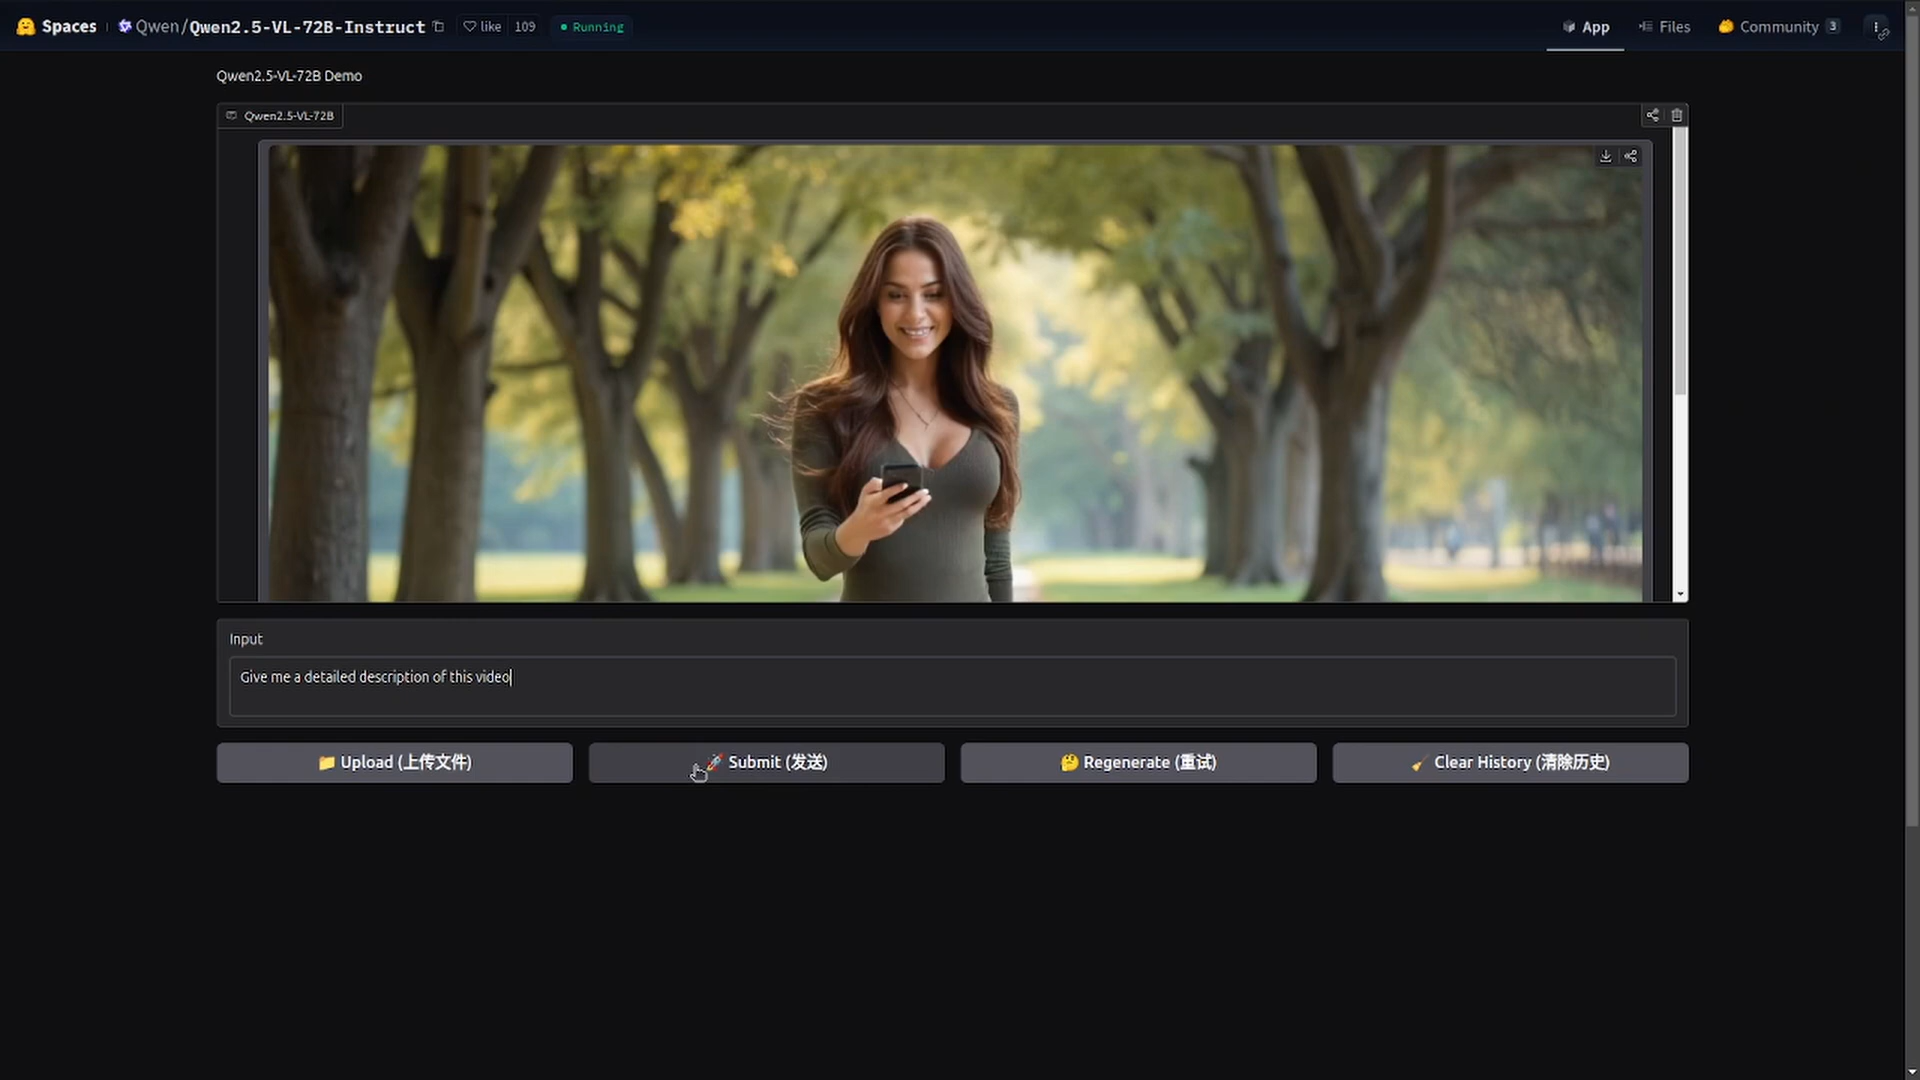 Spaces Qwen/Qwen2.5-VL-72B-Instruct like 109 Running App Files Community 3
Qwen2.5-VL-72B Demo
Qwen2.5-VL-72B
Input
Give me a detailed description of this video
Upload (上传文件) Submit (发送) Regenerate (重试) Clear History (清除历史)